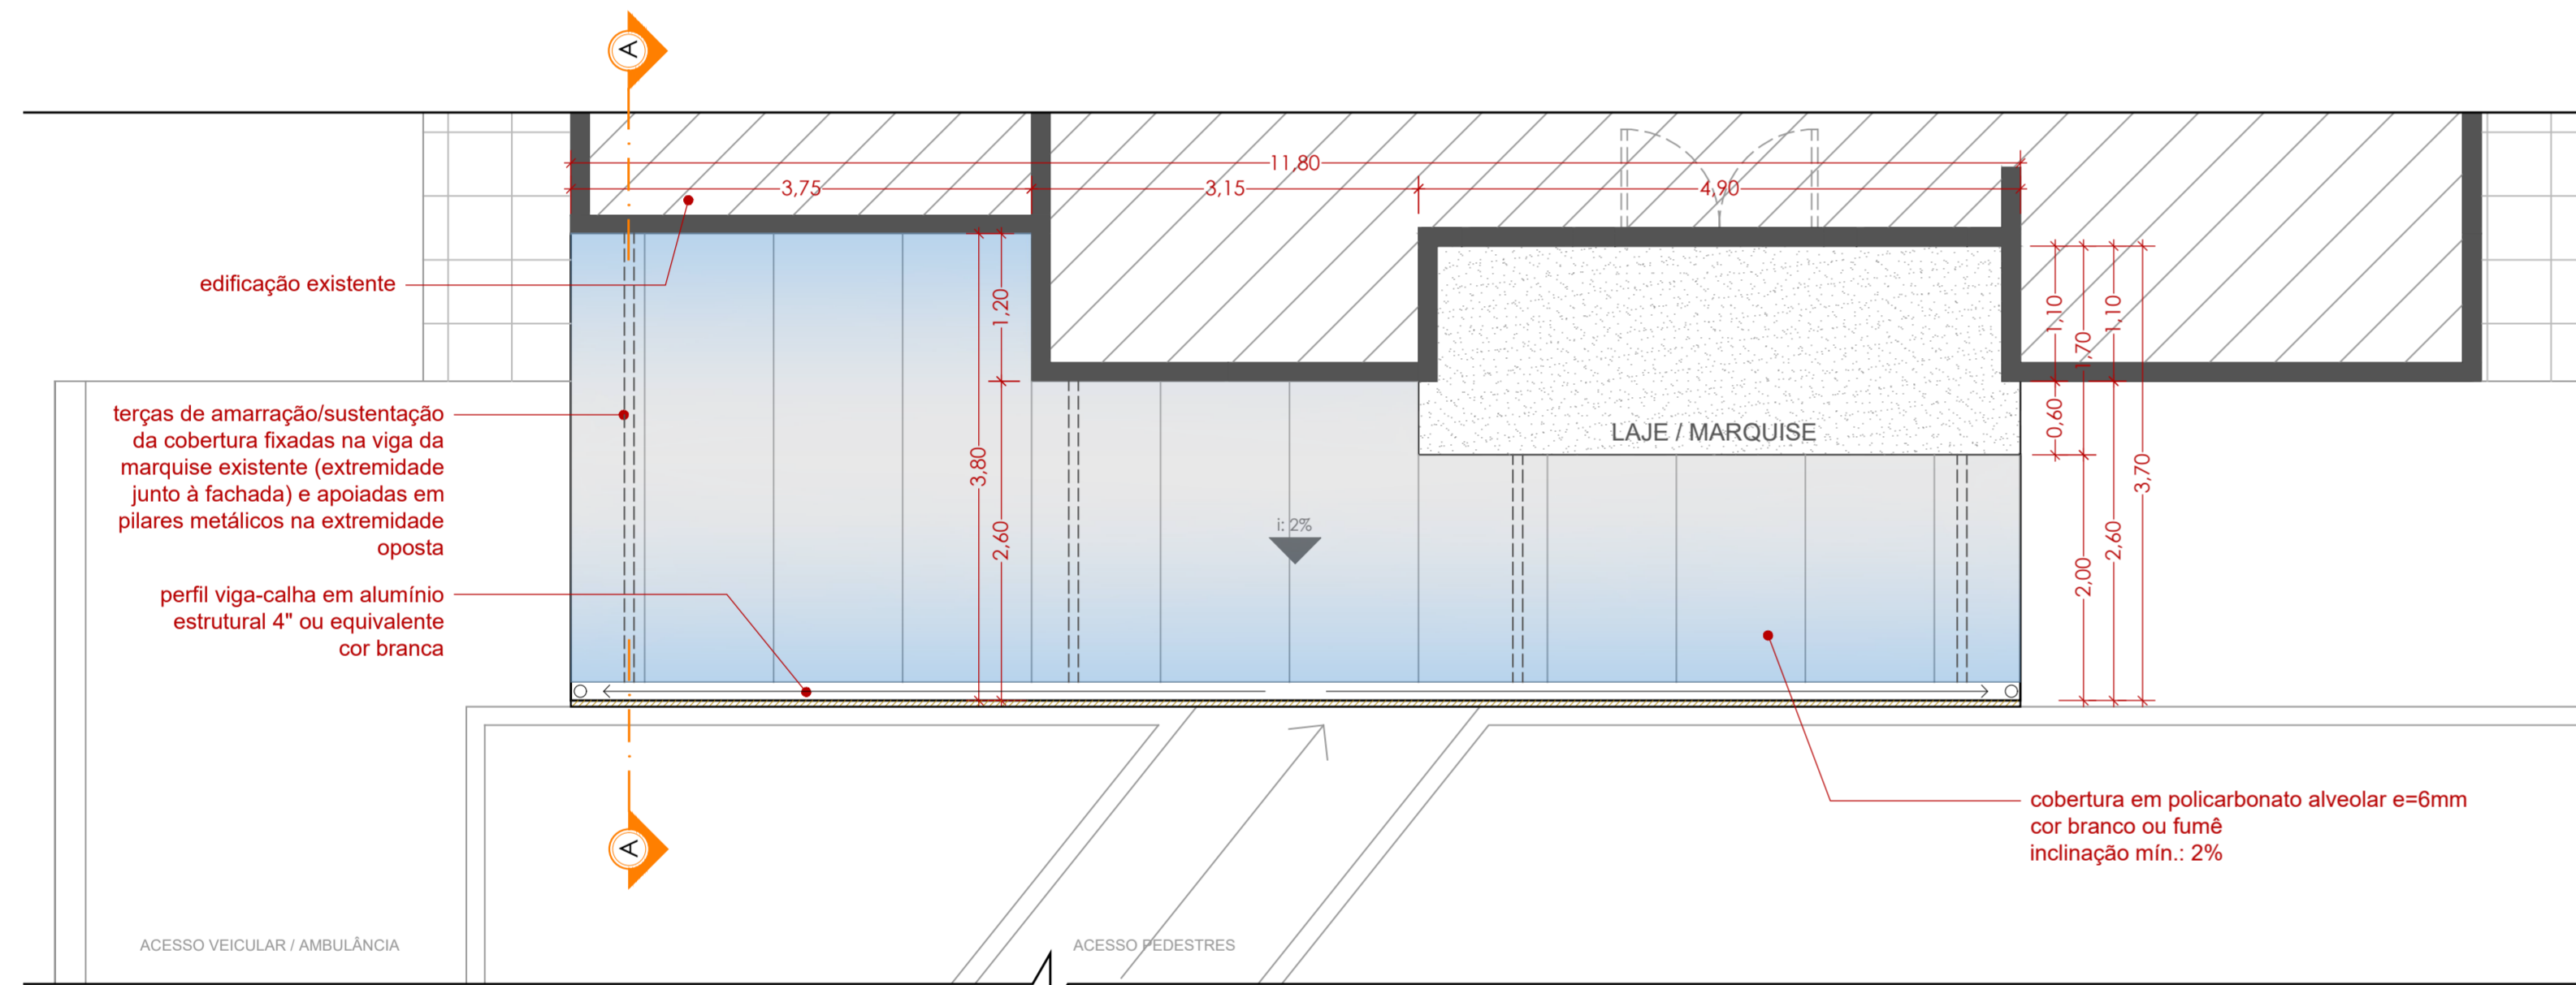 A
11,80
3,75
3,15
4,90
edificação existente
1,20
1,10
1,70
1,10
terças de amarração/sustentação
da cobertura fixadas na viga da
marquise existente (extremidade
junto à fachada) e apoiadas em
pilares metálicos na extremidade
oposta
LAJE / MARQUISE
0,60
3,80
3,70
i: 2%
2,60
2,60
2,00
perfil viga-calha em alumínio
estrutural 4" ou equivalente
cor branca
cobertura em policarbonato alveolar e=6mm
cor branco ou fumê
inclinação mín.: 2%
A
ACESSO VEICULAR / AMBULÂNCIA
ACESSO PEDESTRES